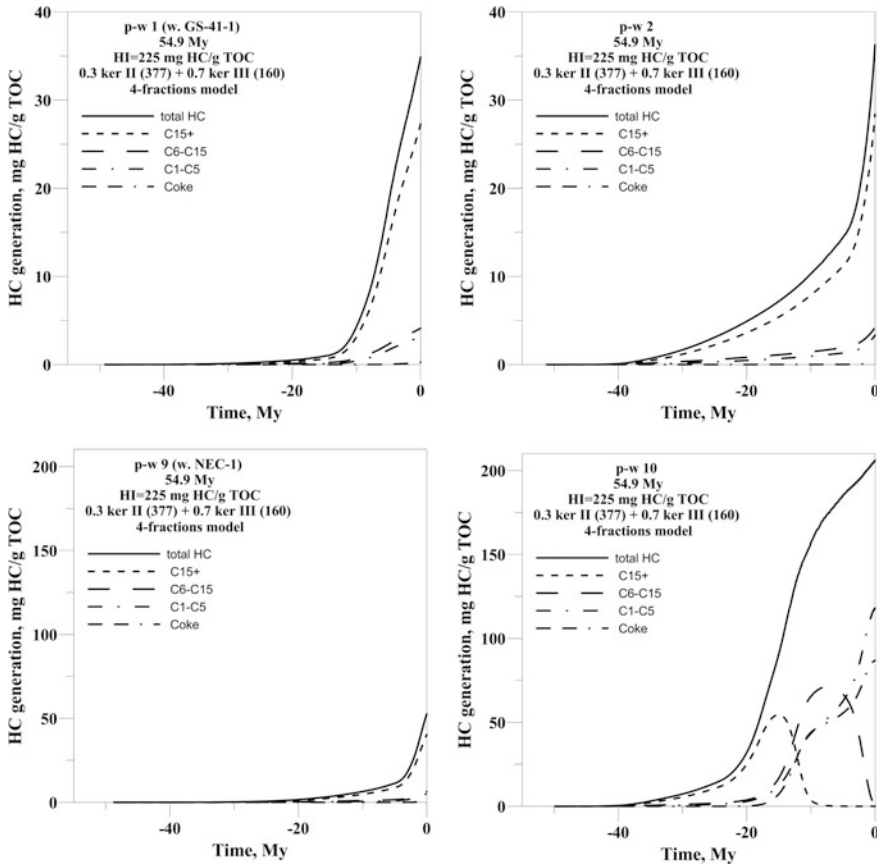 p-w 1 (w. GS-41-1)
54.9 My
HI=225 mg HC/g TOC
0.3 ker II (377) + 0.7 ker III (160)
4-fractions model
total HC
C15+
C6-C15
C1-C5
Coke
HC generation, mg HC/g TOC
40
30
20
10
0
-40
-20
0
Time, My
p-w 2
54.9 My
HI=225 mg HC/g TOC
0.3 ker II (377) + 0.7 ker III (160)
4-fractions model
total HC
C15+
C6-C15
C1-C5
Coke
HC generation, mg HC/g TOC
40
30
20
10
0
-40
-20
0
Time, My
p-w 9 (w. NEC-1)
54.9 My
HI=225 mg HC/g TOC
0.3 ker II (377) + 0.7 ker III (160)
4-fractions model
total HC
C15+
C6-C15
C1-C5
Coke
HC generation, mg HC/g TOC
200
150
100
50
0
-40
-20
0
Time, My
p-w 10
54.9 My
HI=225 mg HC/g TOC
0.3 ker II (377) + 0.7 ker III (160)
4-fractions model
total HC
C15+
C6-C15
C1-C5
Coke
HC generation, mg HC/g TOC
200
150
100
50
0
-40
-20
0
Time, My